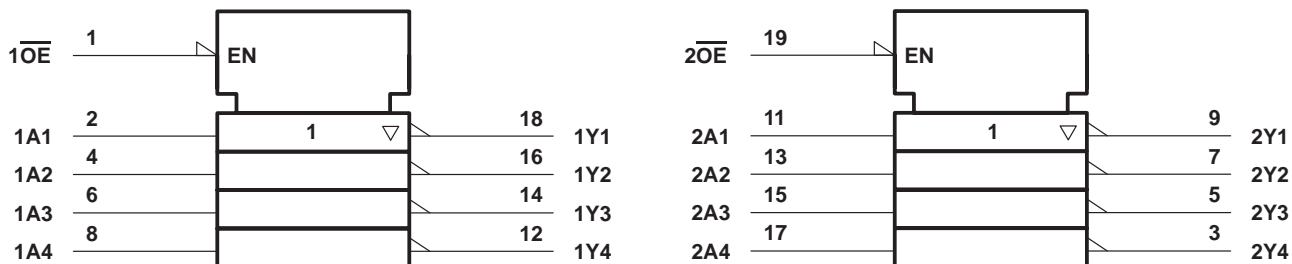 1O̅E̅ 1 EN 2O̅E̅ 19 EN
1A1 2 1 18 1Y1 2A1 11 1 9 2Y1
1A2 4 16 1Y2 2A2 13 7 2Y2
1A3 6 14 1Y3 2A3 15 5 2Y3
1A4 8 12 1Y4 2A4 17 3 2Y4